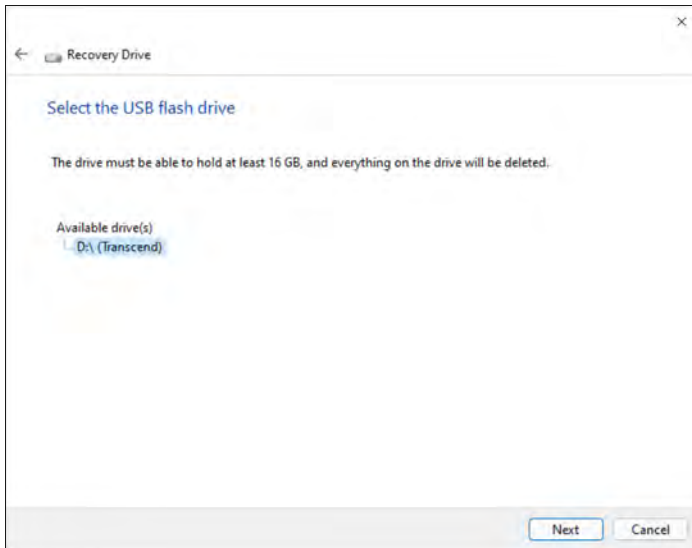 Recovery Drive
Select the USB flash drive
The drive must be able to hold at least 16 GB, and everything on the drive will be deleted.
Available drive(s)
D:\ (Transcend)
Next Cancel